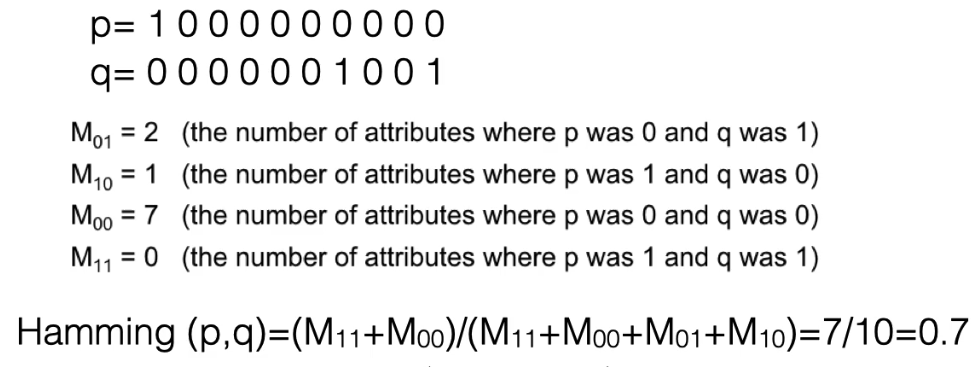 p= 1 0 0 0 0 0 0 0 0 0
q= 0 0 0 0 0 0 1 0 0 1
M01 = 2 (the number of attributes where p was 0 and q was 1)
M10 = 1 (the number of attributes where p was 1 and q was 0)
M00 = 7 (the number of attributes where p was 0 and q was 0)
M11 = 0 (the number of attributes where p was 1 and q was 1)
Hamming (p,q)=(M11+M00)/(M11+M00+M01+M10)=7/10=0.7